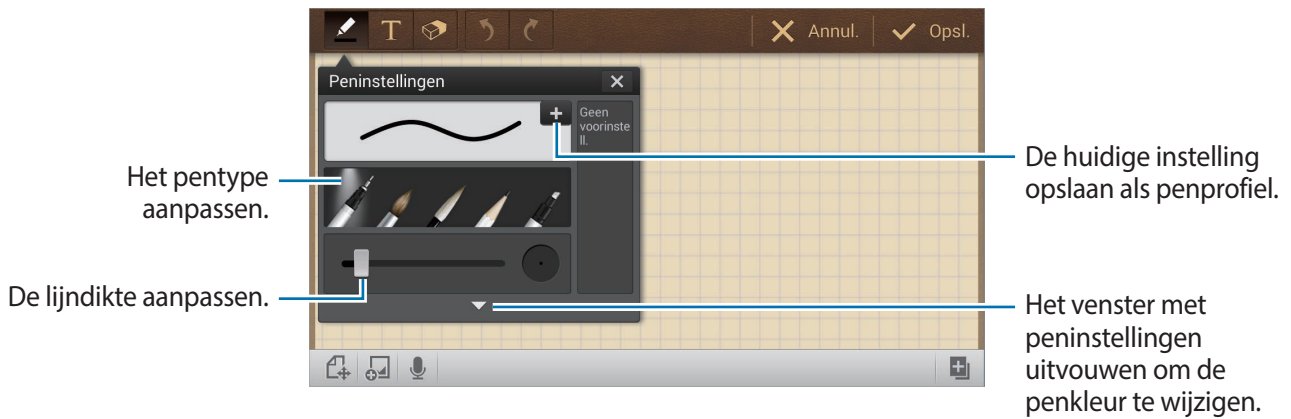 T
Annul.
Opsl.
Peninstellingen
Geen
voorinste
ll.
Het pentype
aanpassen.
De lijndikte aanpassen.
De huidige instelling
opslaan als penprofiel.
Het venster met
peninstellingen
uitvouwen om de
penkleur te wijzigen.